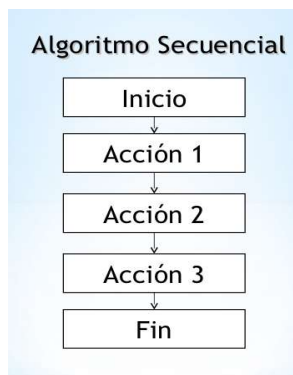 Algoritmo Secuencial
Inicio
Acción 1
Acción 2
Acción 3
Fin